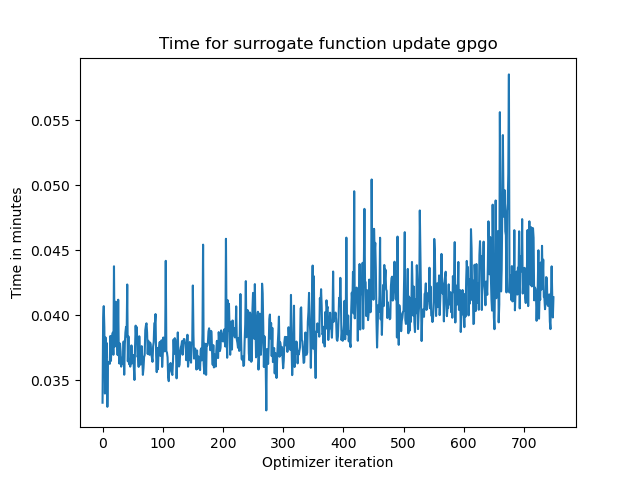 Time for surrogate function update gpgo
0.055
0.050
0.045
0.040
0.035
Time in minutes
0 100 200 300 400 500 600 700
Optimizer iteration